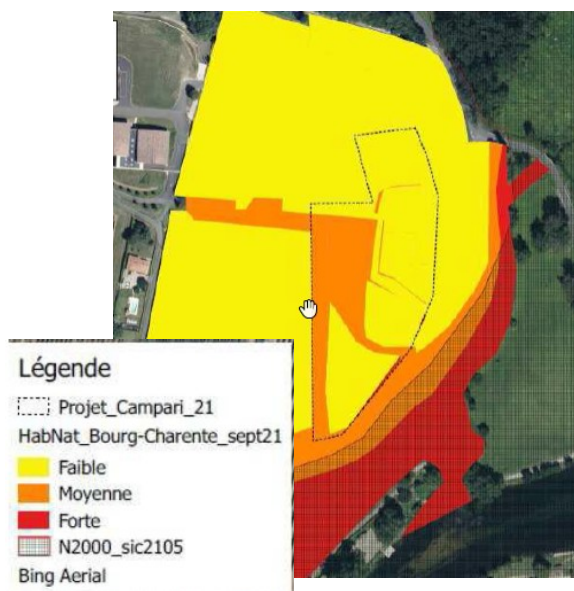 Légende
Projet_Campari_21
HabNat_Bourg-Charente_sept21
Faible
Moyenne
Forte
N2000_sic2105
Bing Aerial